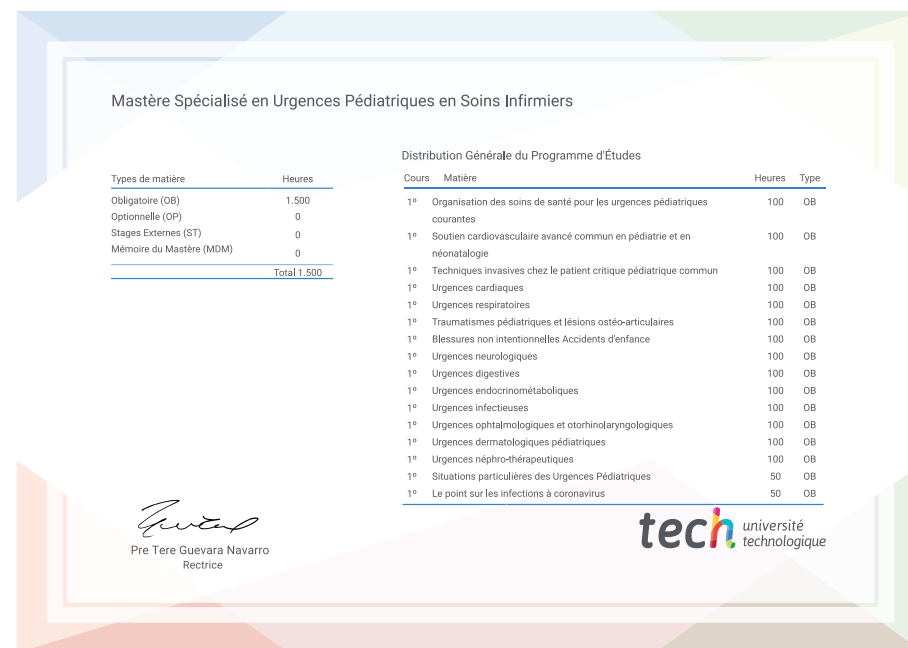 Mastère Spécialisé en Urgences Pédiatriques en Soins Infirmiers
Types de matière Heures
Obligatoire (OB) 1.500
Optionnelle (OP) 0
Stages Externes (ST) 0
Mémoire du Mastère (MDM) 0
Total 1.500
Distribution Générale du Programme d'Études
Cours Matière Heures Type
1º Organisation des soins de santé pour les urgences pédiatriques 100 OB
courantes
1º Soutien cardiovasculaire avancé commun en pédiatrie et en 100 OB
néonatalogie
1º Techniques invasives chez le patient critique pédiatrique commun 100 OB
1º Urgences cardiaques 100 OB
1º Urgences respiratoires 100 OB
1º Traumatismes pédiatriques et lésions ostéo-articulaires 100 OB
1º Blessures non intentionnelles Accidents d'enfance 100 OB
1º Urgences neurologiques 100 OB
1º Urgences digestives 100 OB
1º Urgences endocrinométaboliques 100 OB
1º Urgences infectieuses 100 OB
1º Urgences ophtalmologiques et otorhinolaryngologiques 100 OB
1º Urgences dermatologiques pédiatriques 100 OB
1º Urgences néphro-thérapeutiques 100 OB
1º Situations particulières des Urgences Pédiatriques 50 OB
1º Le point sur les infections à coronavirus 50 OB
Pre Tere Guevara Navarro
Rectrice
tech université
technologique